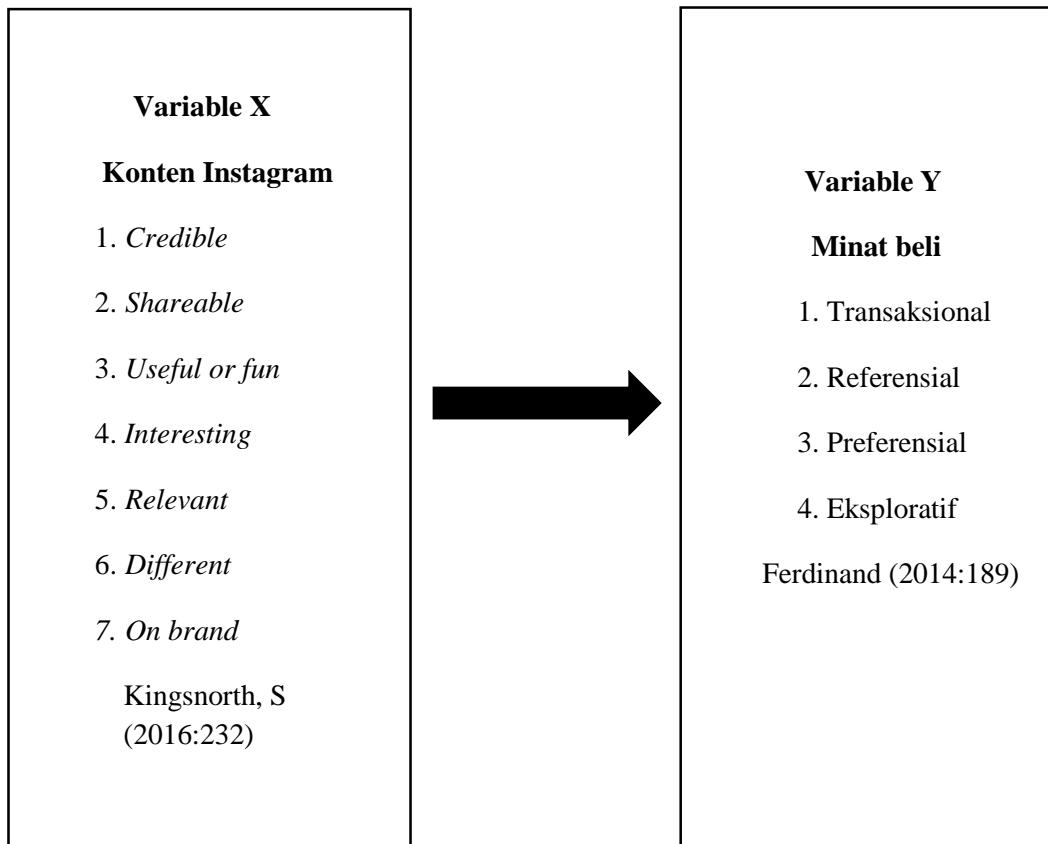 Variable X
Konten Instagram
1. Credible
2. Shareable
3. Useful or fun
4. Interesting
5. Relevant
6. Different
7. On brand
Kingsnorth, S
(2016:232)
Variable Y
Minat beli
1. Transaksional
2. Referensial
3. Preferensial
4. Eksploratif
Ferdinand (2014:189)